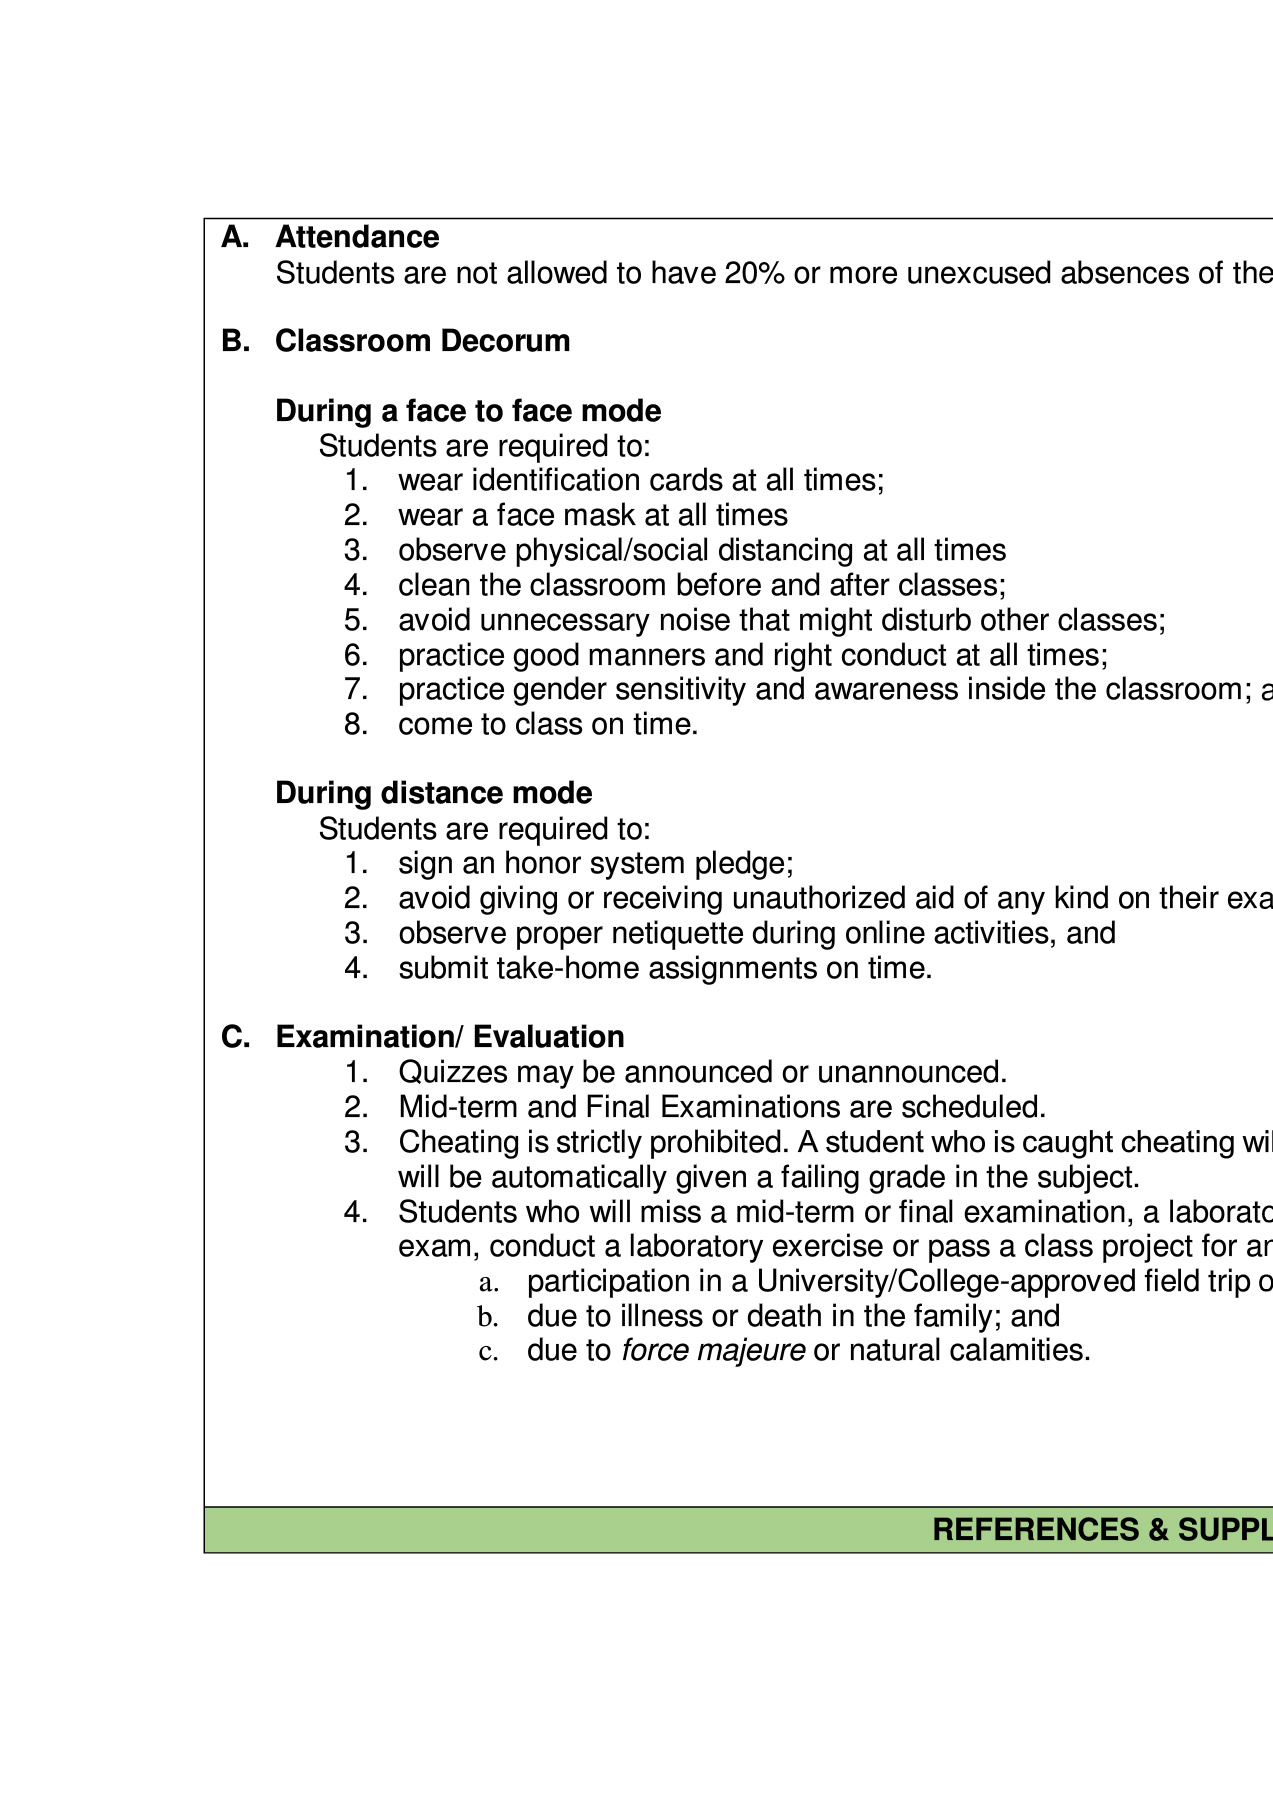 A. Attendance
Students are not allowed to have 20% or more unexcused absences of the
B. Classroom Decorum
During a face to face mode
Students are required to:
1. wear identification cards at all times;
2. wear a face mask at all times
3. observe physical/social distancing at all times
4. clean the classroom before and after classes;
5. avoid unnecessary noise that might disturb other classes;
6. practice good manners and right conduct at all times;
7. practice gender sensitivity and awareness inside the classroom;
8. come to class on time.
During distance mode
Students are required to:
1. sign an honor system pledge;
2. avoid giving or receiving unauthorized aid of any kind on their
3. observe proper netiquette during online activities, and
4. submit take-home assignments on time.
C. Examination/ Evaluation
1. Quizzes may be announced or unannounced.
2. Mid-term and Final Examinations are scheduled.
3. Cheating is strictly prohibited. A student who is caught cheating
will be automatically given a failing grade in the subject.
4. Students who will miss a mid-term or final examination, a
exam, conduct a laboratory exercise or pass a class project for
a. participation in a University/College-approved field trip
b. due to illness or death in the family; and
c. due to force majeure or natural calamities.
REFERENCES &